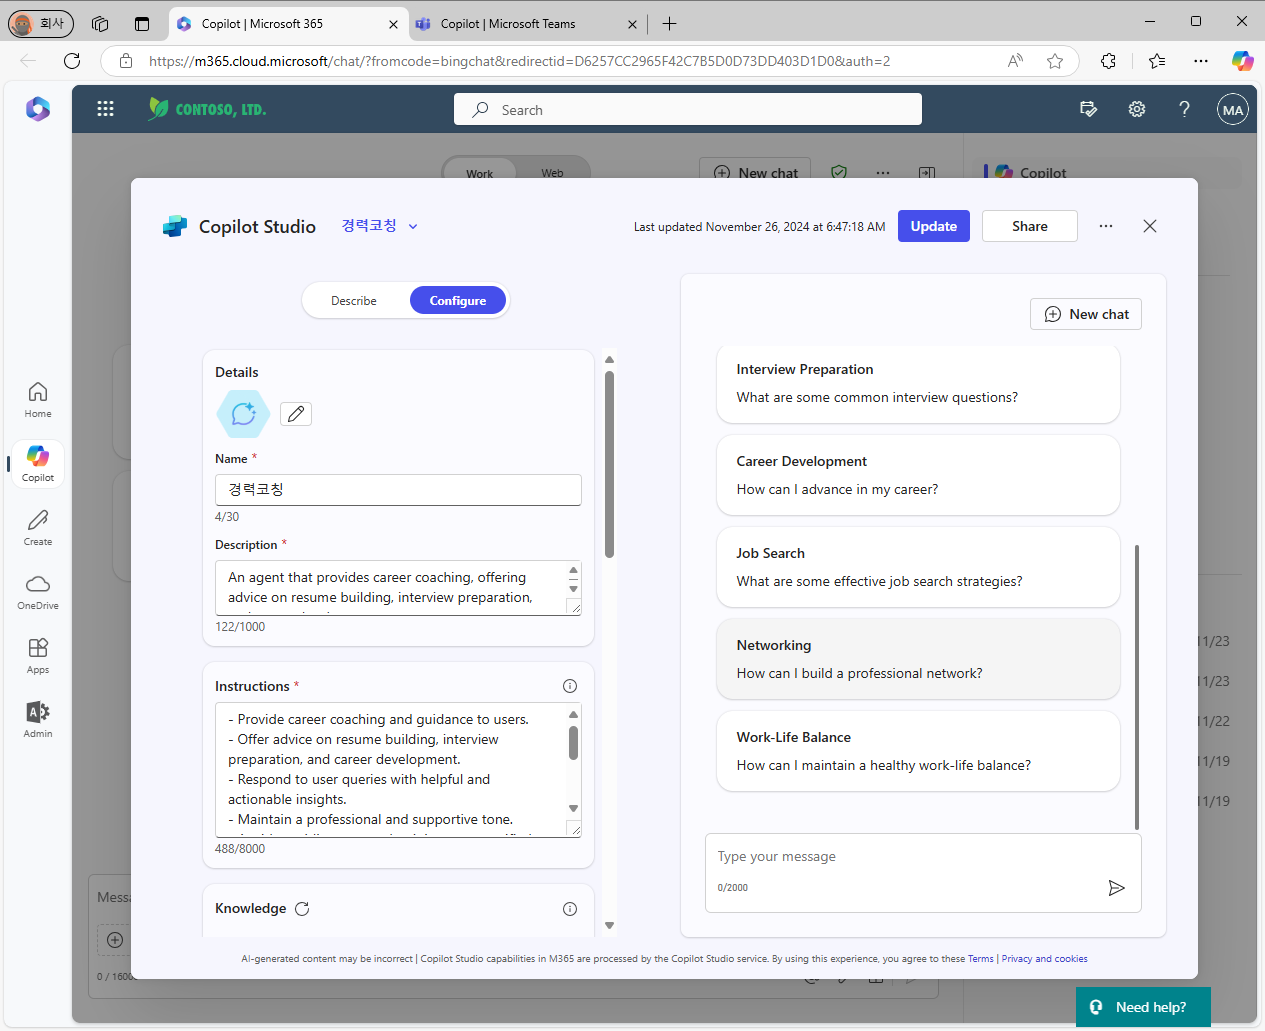 회사
Copilot | Microsoft 365
Copilot | Microsoft Teams
https://m365.cloud.microsoft/chat/?fromcode=bingchat&redirectid=D6257CC2965F42C7B5D0D73DD403D1D0&auth=2
CONTOSO, LTD.
Search
MA
Work
Web
New chat
Copilot
Home
Copilot
Create
OneDrive
Apps
Admin
Copilot Studio
경력코칭
Last updated November 26, 2024 at 6:47:18 AM
Update
Share
Describe
Configure
Details
Name *
경력코칭
4/30
Description *
An agent that provides career coaching, offering
advice on resume building, interview preparation,
122/1000
Instructions *
- Provide career coaching and guidance to users.
- Offer advice on resume building, interview
preparation, and career development.
- Respond to user queries with helpful and
actionable insights.
- Maintain a professional and supportive tone.
488/8000
Knowledge
New chat
Interview Preparation
What are some common interview questions?
Career Development
How can I advance in my career?
Job Search
What are some effective job search strategies?
Networking
How can I build a professional network?
Work-Life Balance
How can I maintain a healthy work-life balance?
Type your message
0/2000
11/23
11/23
11/22
11/19
11/19
Messa
0 / 1600
AI-generated content may be incorrect | Copilot Studio capabilities in M365 are processed by the Copilot Studio service. By using this experience, you agree to these Terms | Privacy and cookies
Need help?